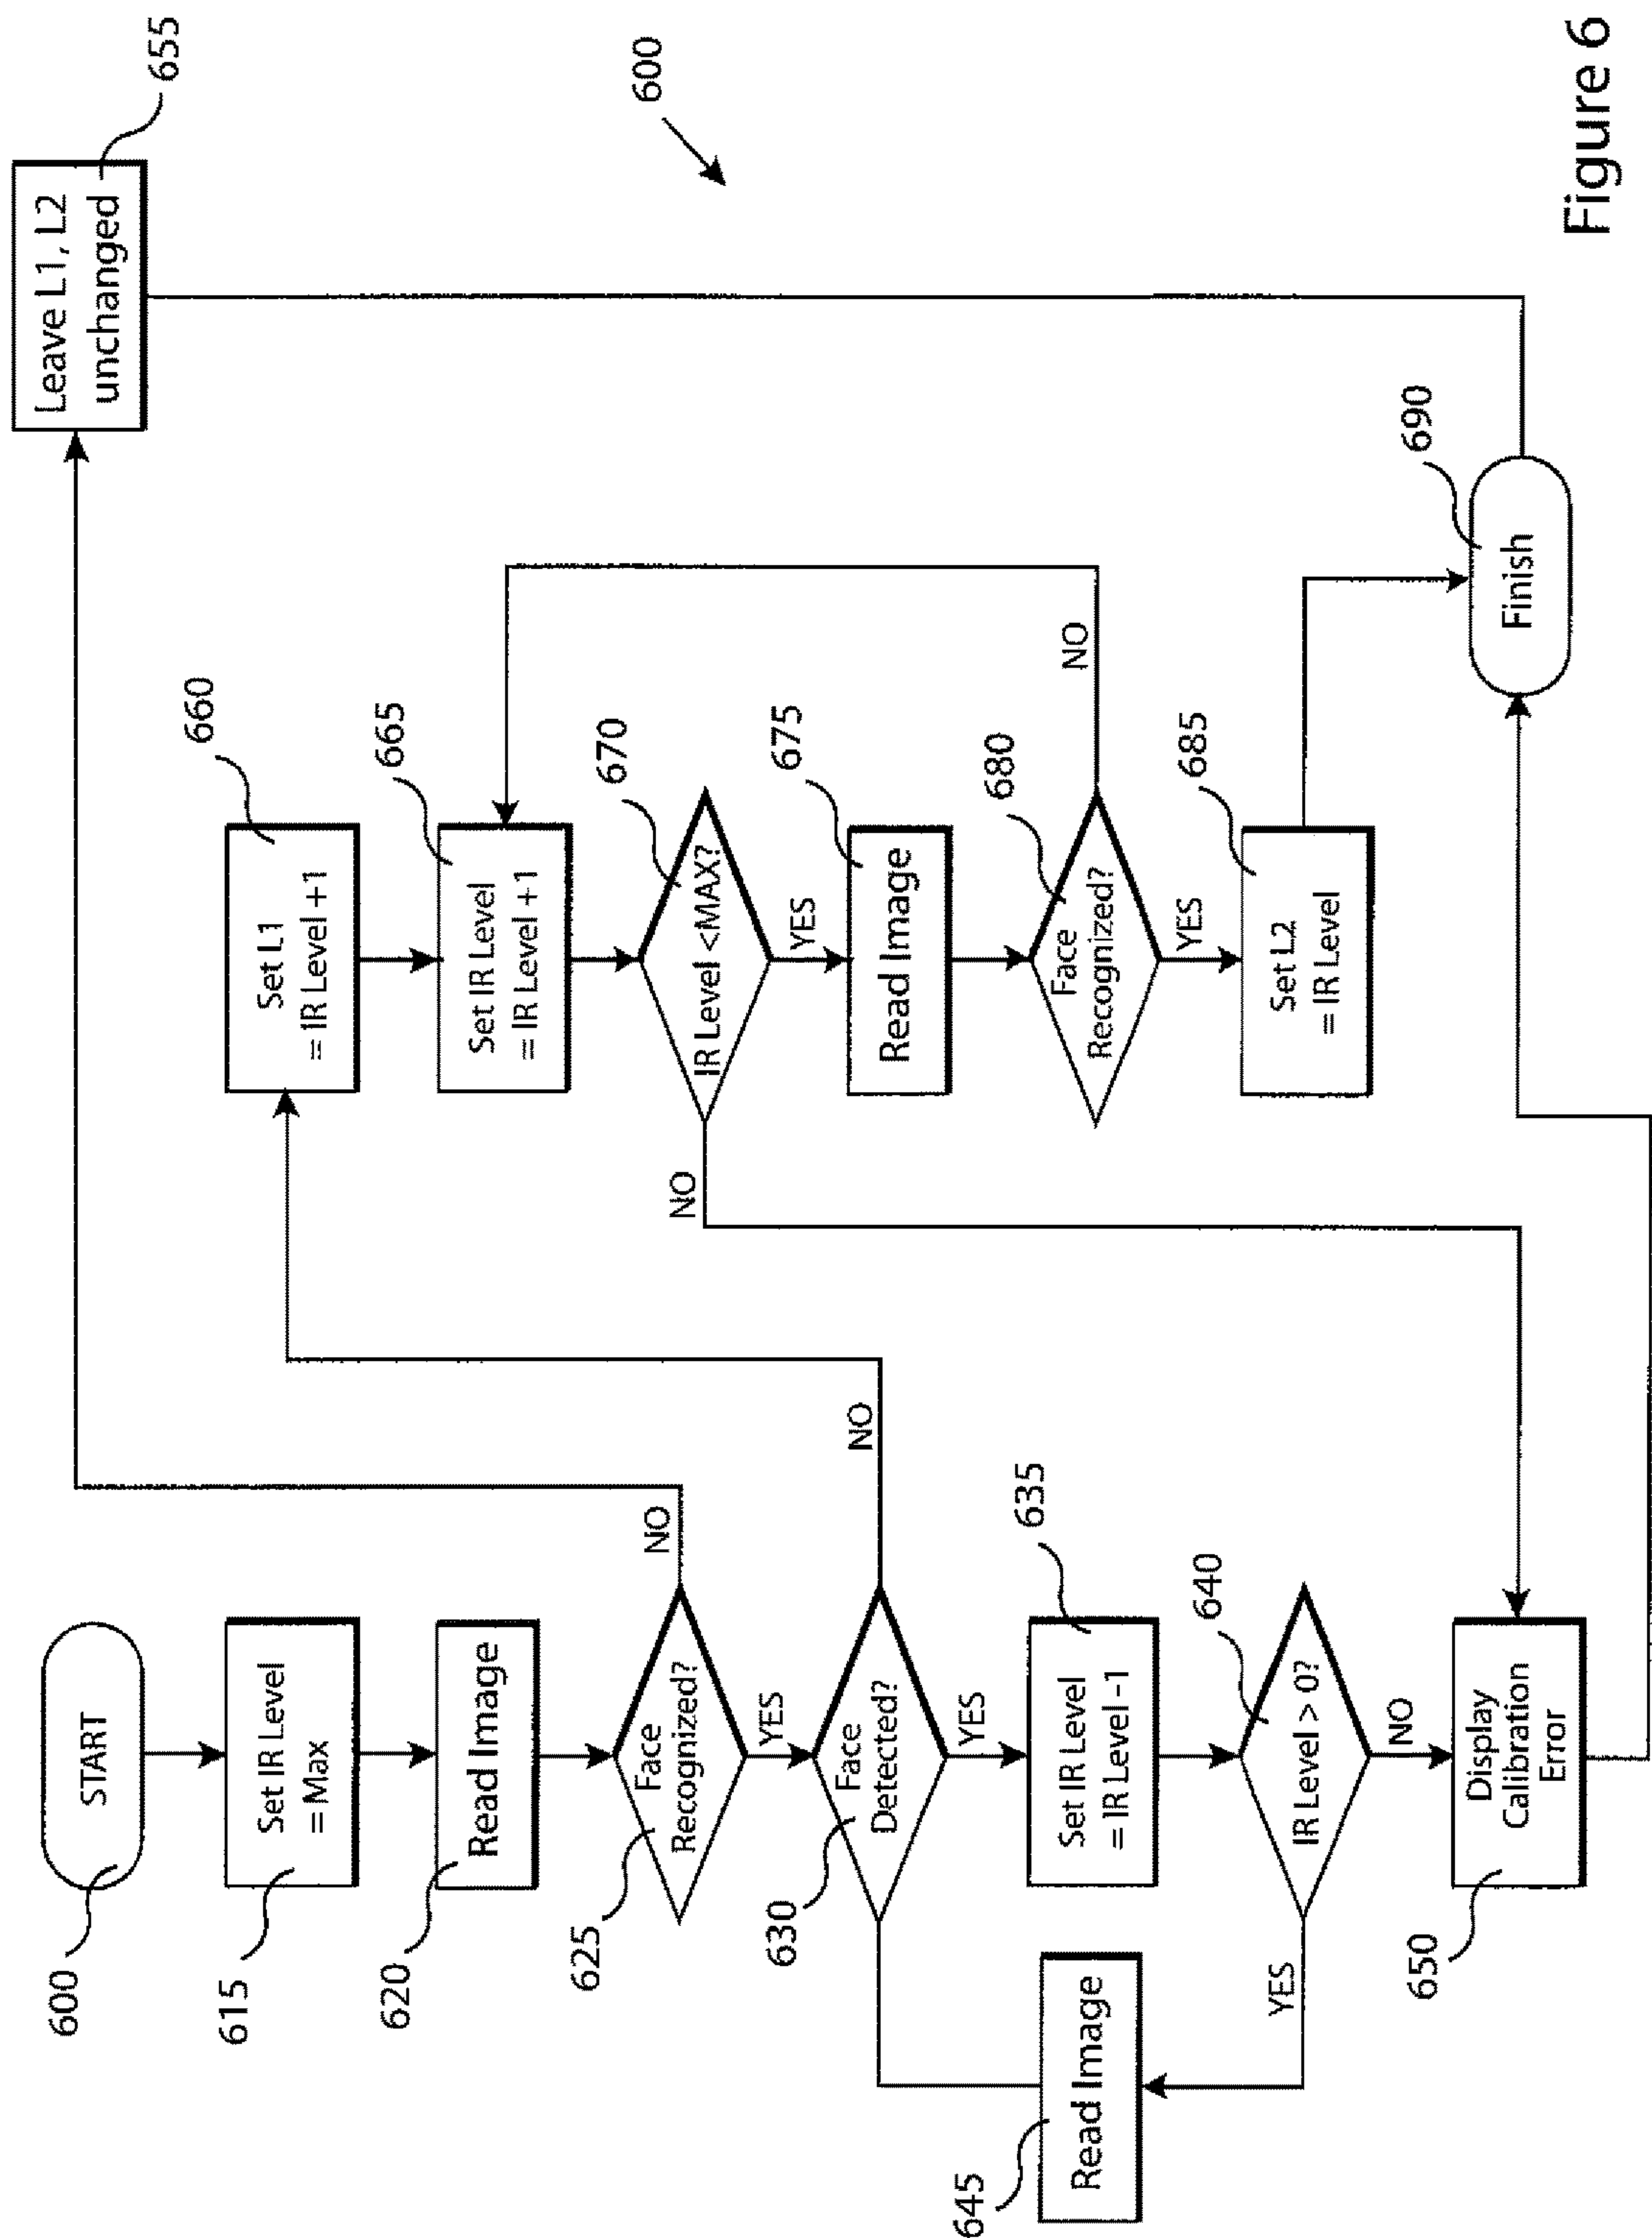 600
START
615
Set IR Level
= Max
620
Read Image
625
Face
Recognized?
NO
YES
630
Face
Detected?
NO
YES
635
Set IR Level
= IR Level -1
640
IR Level > 0?
YES
NO
645
Read Image
650
Display
Calibration
Error
660
Set L1
= IR Level +1
665
Set IR Level
= IR Level +1
670
IR Level <MAX?
NO
YES
675
Read Image
680
Face
Recognized?
NO
YES
685
Set L2
= IR Level
690
Finish
655
Leave L1, L2
unchanged
600
Figure 6